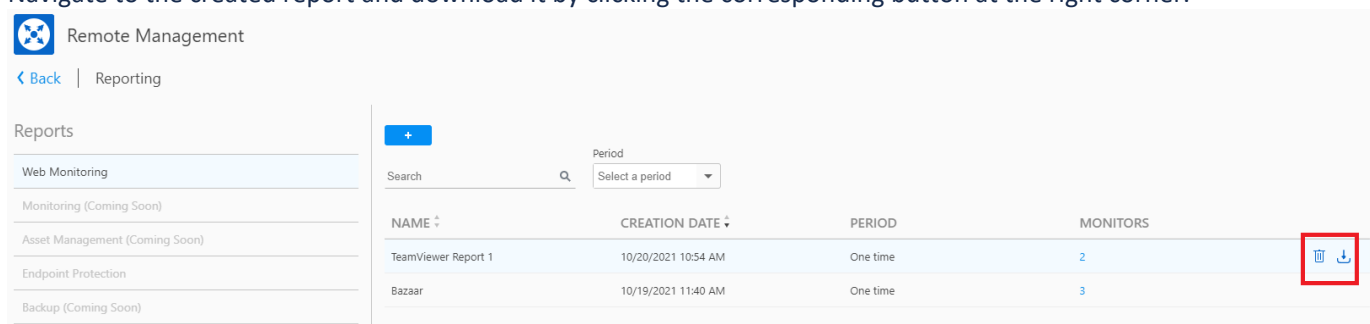 Navigate to the created report and download it by clicking the corresponding button at the right corner.
Remote Management
Back | Reporting
Reports
Web Monitoring
Monitoring (Coming Soon)
Asset Management (Coming Soon)
Endpoint Protection
Backup (Coming Soon)
+
Period
Search
Select a period
NAME CREATION DATE PERIOD MONITORS
TeamViewer Report 1 10/20/2021 10:54 AM One time 2
Bazaar 10/19/2021 11:40 AM One time 3